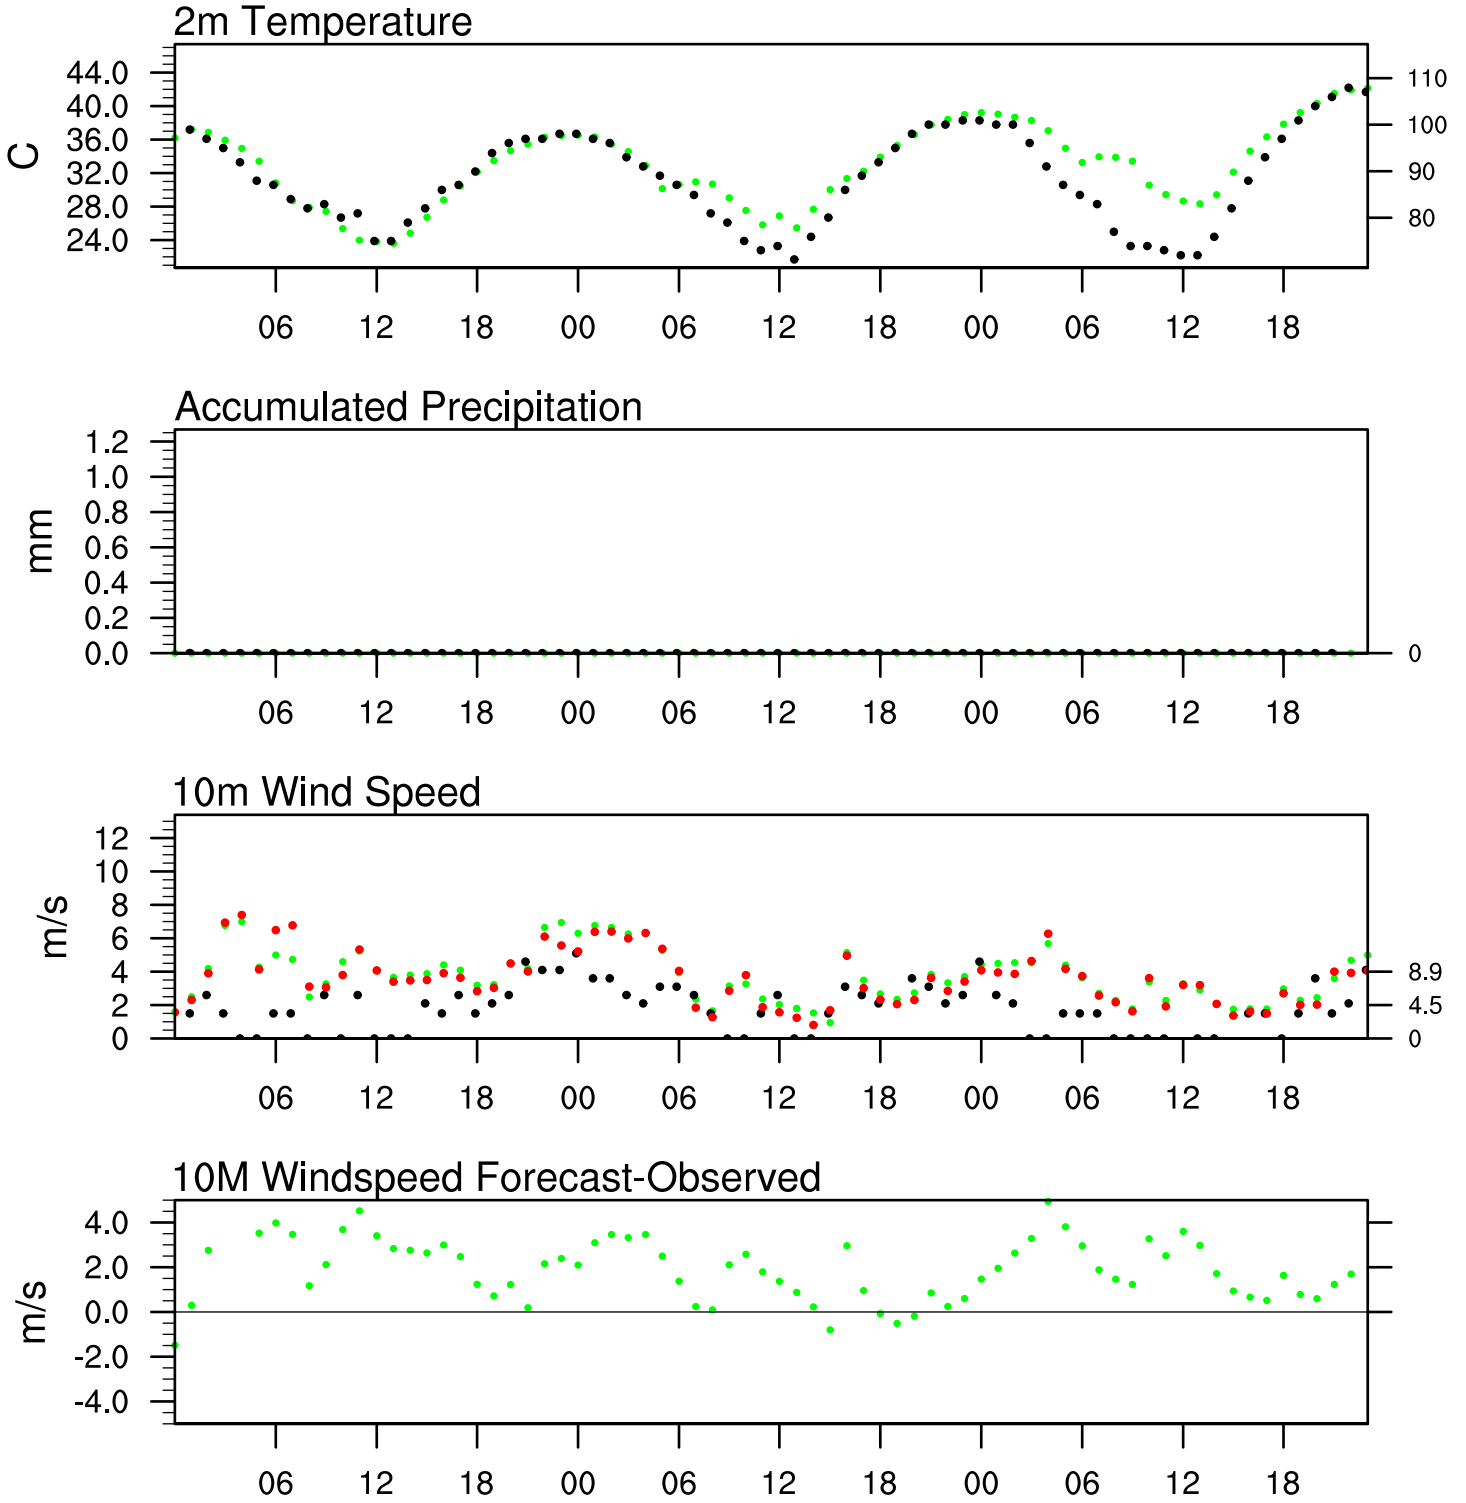 2m Temperature
44.0
40.0
36.0
32.0
28.0
24.0
C
110
100
90
80
06 12 18 00 06 12 18 00 06 12 18
Accumulated Precipitation
1.2
1.0
0.8
0.6
0.4
0.2
0.0
mm
0
06 12 18 00 06 12 18 00 06 12 18
10m Wind Speed
12
10
8
6
4
2
0
m/s
8.9
4.5
0
06 12 18 00 06 12 18 00 06 12 18
10M Windspeed Forecast-Observed
4.0
2.0
0.0
-2.0
-4.0
m/s
06 12 18 00 06 12 18 00 06 12 18